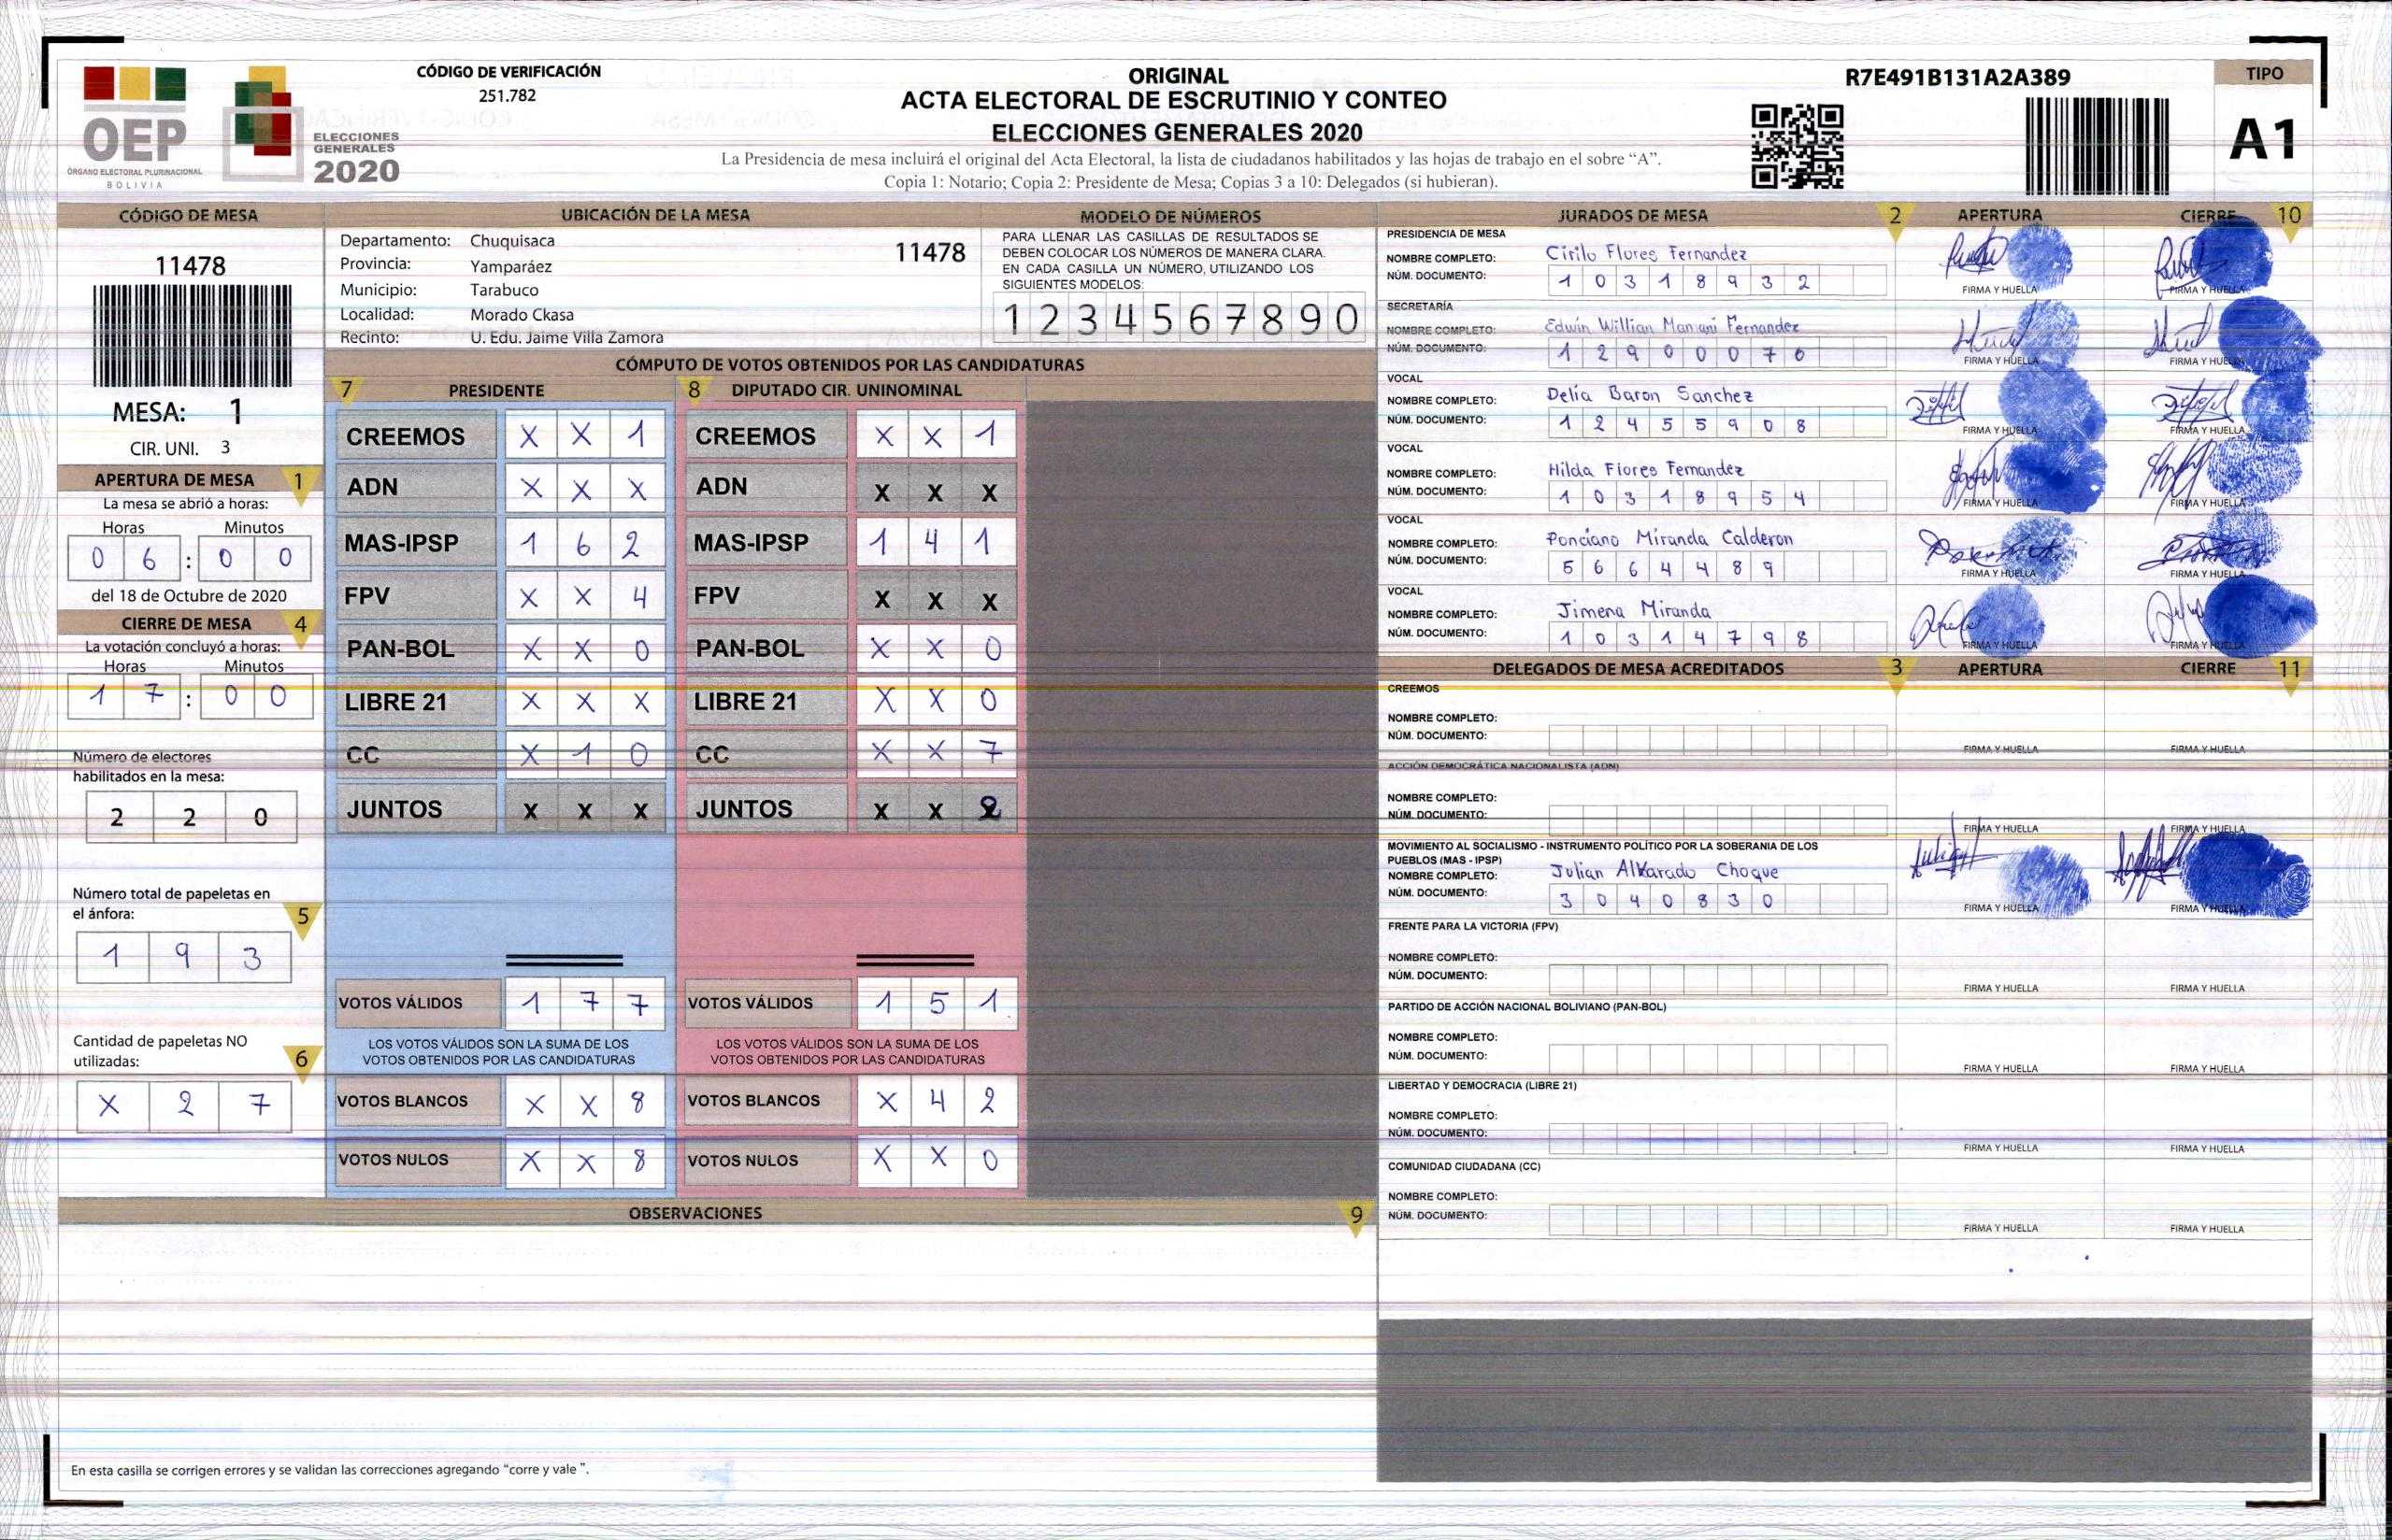 CÓDIGO DE VERIFICACIÓN
251.782
OEP
ÓRGANO ELECTORAL PLURINACIONAL
BOLIVIA
ELECCIONES
GENERALES
2020
ORIGINAL
ACTA ELECTORAL DE ESCRUTINIO Y CONTEO
ELECCIONES GENERALES 2020
La Presidencia de mesa incluirá el original del Acta Electoral, la lista de ciudadanos habilitados y las hojas de trabajo en el sobre “A”.
Copia 1: Notario; Copia 2: Presidente de Mesa; Copias 3 a 10: Delegados (si hubieran).
R7E491B131A2A389
TIPO
A1
CÓDIGO DE MESA
11478
MESA: 1
CIR. UNI. 3
APERTURA DE MESA 1
La mesa se abrió a horas:
Horas Minutos
0 6 : 0 0
del 18 de Octubre de 2020
CIERRE DE MESA 4
La votación concluyó a horas:
Horas Minutos
1 7 : 0 0
Número de electores
habilitados en la mesa:
2 2 0
Número total de papeletas en
el ánfora: 5
1 9 3
Cantidad de papeletas NO
utilizadas: 6
X 2 7
UBICACIÓN DE LA MESA
Departamento: Chuquisaca
Provincia: Yamparáez
Municipio: Tarabuco
Localidad: Morado Ckasa
Recinto: U. Edu. Jaime Villa Zamora
11478
MODELO DE NÚMEROS
PARA LLENAR LAS CASILLAS DE RESULTADOS SE
DEBEN COLOCAR LOS NÚMEROS DE MANERA CLARA.
EN CADA CASILLA UN NÚMERO, UTILIZANDO LOS
SIGUIENTES MODELOS:
1 2 3 4 5 6 7 8 9 0
CÓMPUTO DE VOTOS OBTENIDOS POR LAS CANDIDATURAS
7 PRESIDENTE 8 DIPUTADO CIR. UNINOMINAL
CREEMOS X X 1 CREEMOS X X 1
ADN X X X ADN X X X
MAS-IPSP 1 6 2 MAS-IPSP 1 4 1
FPV X X 4 FPV X X X
PAN-BOL X X 0 PAN-BOL X X 0
LIBRE 21 X X X LIBRE 21 X X 0
CC X 1 0 CC X X 7
JUNTOS X X X JUNTOS X X 2
VOTOS VÁLIDOS 1 7 7 VOTOS VÁLIDOS 1 5 1
LOS VOTOS VÁLIDOS SON LA SUMA DE LOS
VOTOS OBTENIDOS POR LAS CANDIDATURAS
LOS VOTOS VÁLIDOS SON LA SUMA DE LOS
VOTOS OBTENIDOS POR LAS CANDIDATURAS
VOTOS BLANCOS X X 8 VOTOS BLANCOS X 4 2
VOTOS NULOS X X 8 VOTOS NULOS X X 0
OBSERVACIONES 9
En esta casilla se corrigen errores y se validan las correcciones agregando “corre y vale ”.
JURADOS DE MESA 2 APERTURA CIERRE 10
PRESIDENCIA DE MESA
NOMBRE COMPLETO: Cirilo Flores Fernandez
NÚM. DOCUMENTO: 1 0 3 1 8 9 3 2
FIRMA Y HUELLA FIRMA Y HUELLA
SECRETARÍA
NOMBRE COMPLETO: Edwin Willian Mamani Fernandez
NÚM. DOCUMENTO: 1 2 9 0 0 0 7 0
FIRMA Y HUELLA FIRMA Y HUELLA
VOCAL
NOMBRE COMPLETO: Delia Baron Sanchez
NÚM. DOCUMENTO: 1 2 4 5 5 9 0 8
FIRMA Y HUELLA FIRMA Y HUELLA
VOCAL
NOMBRE COMPLETO: Hilda Flores Fernandez
NÚM. DOCUMENTO: 1 0 3 1 8 9 5 4
FIRMA Y HUELLA FIRMA Y HUELLA
VOCAL
NOMBRE COMPLETO: Ponciano Miranda Calderon
NÚM. DOCUMENTO: 5 6 6 4 4 8 9
FIRMA Y HUELLA FIRMA Y HUELLA
VOCAL
NOMBRE COMPLETO: Jimena Miranda
NÚM. DOCUMENTO: 1 0 3 1 4 7 9 8
FIRMA Y HUELLA FIRMA Y HUELLA
DELEGADOS DE MESA ACREDITADOS 3 APERTURA CIERRE 11
CREEMOS
NOMBRE COMPLETO:
NÚM. DOCUMENTO:
FIRMA Y HUELLA FIRMA Y HUELLA
ACCIÓN DEMOCRÁTICA NACIONALISTA (ADN)
NOMBRE COMPLETO:
NÚM. DOCUMENTO:
FIRMA Y HUELLA FIRMA Y HUELLA
MOVIMIENTO AL SOCIALISMO - INSTRUMENTO POLÍTICO POR LA SOBERANIA DE LOS
PUEBLOS (MAS - IPSP)
NOMBRE COMPLETO: Julian Alvarado Choque
NÚM. DOCUMENTO: 3 0 4 0 8 3 0
FIRMA Y HUELLA FIRMA Y HUELLA
FRENTE PARA LA VICTORIA (FPV)
NOMBRE COMPLETO:
NÚM. DOCUMENTO:
FIRMA Y HUELLA FIRMA Y HUELLA
PARTIDO DE ACCIÓN NACIONAL BOLIVIANO (PAN-BOL)
NOMBRE COMPLETO:
NÚM. DOCUMENTO:
FIRMA Y HUELLA FIRMA Y HUELLA
LIBERTAD Y DEMOCRACIA (LIBRE 21)
NOMBRE COMPLETO:
NÚM. DOCUMENTO:
FIRMA Y HUELLA FIRMA Y HUELLA
COMUNIDAD CIUDADANA (CC)
NOMBRE COMPLETO:
NÚM. DOCUMENTO:
FIRMA Y HUELLA FIRMA Y HUELLA